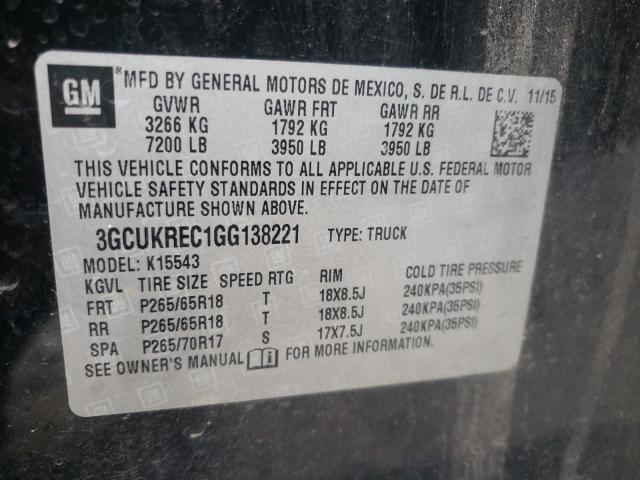 GM *MFD BY GENERAL MOTORS DE MEXICO, S. DE R.L. DE C.V. 11/15
GVWR GAWR FRT GAWR RR
3266 KG 1792 KG 1792 KG
7200 LB 3950 LB 3950 LB
THIS VEHICLE CONFORMS TO ALL APPLICABLE U.S. FEDERAL MOTOR
VEHICLE SAFETY STANDARDS IN EFFECT ON THE DATE OF
MANUFACTURE SHOWN ABOVE.
3GCUKREC1GG138221 TYPE: TRUCK
MODEL: K15543
KGVL TIRE SIZE SPEED RTG RIM COLD TIRE PRESSURE
FRT P265/65R18 T 18X8.5J 240KPA(35PSI)
RR P265/65R18 T 18X8.5J 240KPA(35PSI)
SPA P265/70R17 S 17X7.5J 240KPA(35PSI)
SEE OWNER'S MANUAL FOR MORE INFORMATION.